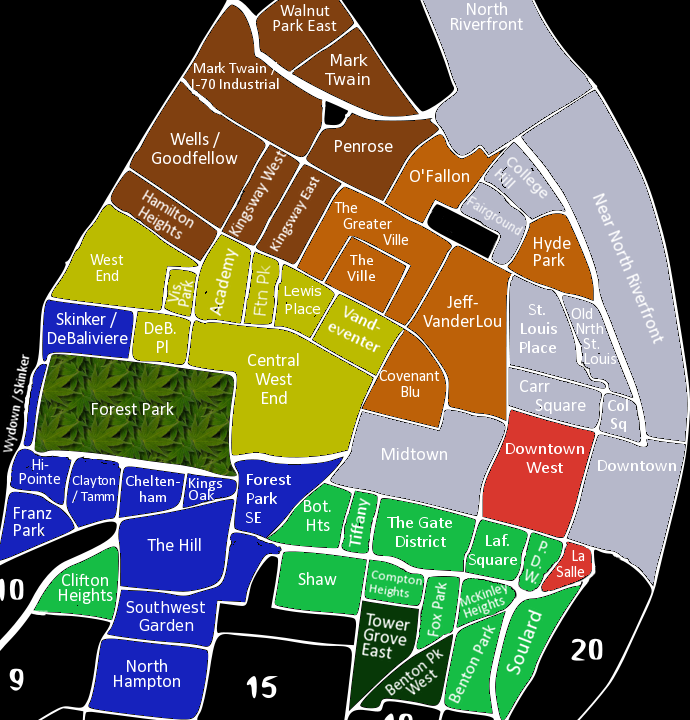 North
Riverfront
Walnut
Park East
Mark
Twain
Mark Twain /
I-70 Industrial
Wells /
Goodfellow
Penrose
O'Fallon
College
Hill
Fairground
Near North Riverfront
Hamilton
Heights
Kingsway West
Kingsway East
The
Greater
Ville
The
Ville
Hyde
Park
West
End
Vis.
Park
Academy
Ftn Pk
Lewis
Place
Vand-
eventer
Jeff-
VanderLou
St.
Louis
Place
Old
Nrth
St.
Louis
Skinker /
DeBaliviere
DeB.
Pl
Central
West
End
Covenant
Blu
Carr
Square
Col
Sq
Wydown / Skinker
Forest Park
Midtown
Downtown
West
Downtown
Hi-
Pointe
Clayton
/ Tamm
Chelten-
ham
Kings
Oak
Forest
Park
SE
Franz
Park
The Hill
Bot.
Hts
Tiffany
The Gate
District
Laf.
Square
P.
D.
W.
La
Salle
10
Clifton
Heights
Shaw
Compton
Heights
Fox Park
McKinley
Heights
Southwest
Garden
Tower
Grove
East
Benton Pk
West
Benton Park
Soulard
20
North
Hampton
9
15